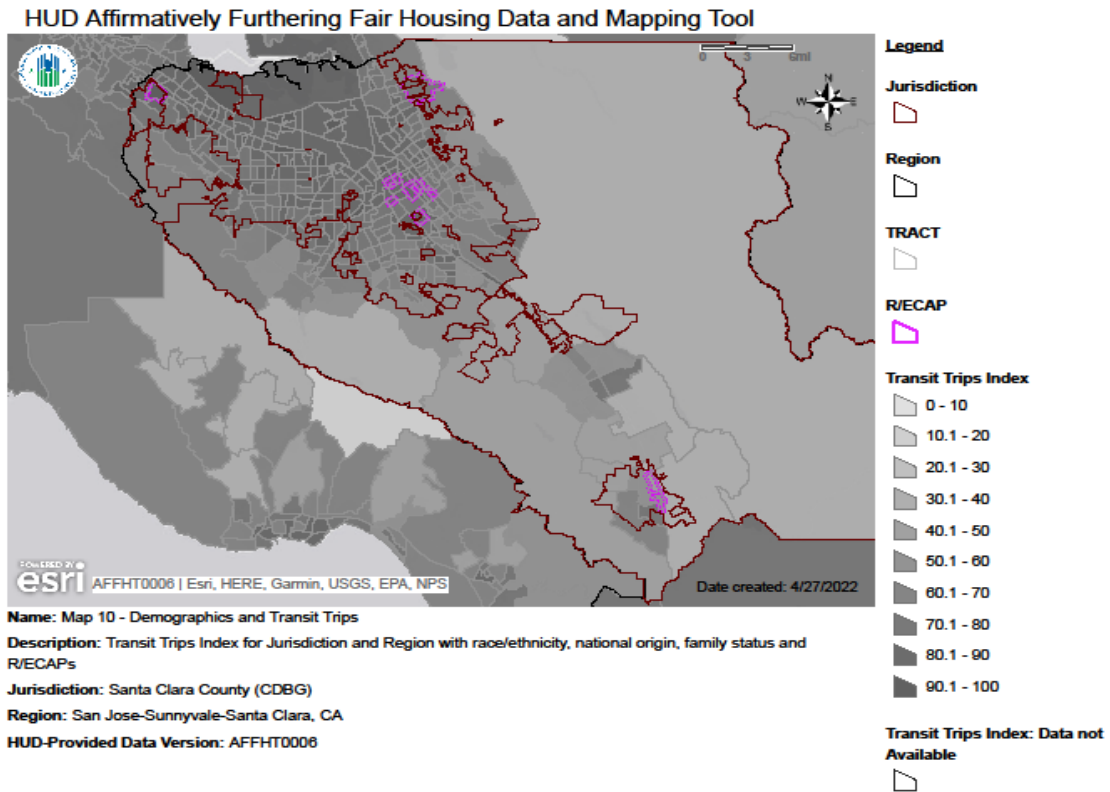 HUD Affirmatively Furthering Fair Housing Data and Mapping Tool
0 3 6mi
N
W E
S
POWERED BY
esri
AFFHT0006 | Esri, HERE, Garmin, USGS, EPA, NPS
Date created: 4/27/2022
Name: Map 10 - Demographics and Transit Trips
Description: Transit Trips Index for Jurisdiction and Region with race/ethnicity, national origin, family status and
R/ECAPs
Jurisdiction: Santa Clara County (CDBG)
Region: San Jose-Sunnyvale-Santa Clara, CA
HUD-Provided Data Version: AFFHT0006
Legend
Jurisdiction
Region
TRACT
R/ECAP
Transit Trips Index
0 - 10
10.1 - 20
20.1 - 30
30.1 - 40
40.1 - 50
50.1 - 60
60.1 - 70
70.1 - 80
80.1 - 90
90.1 - 100
Transit Trips Index: Data not
Available